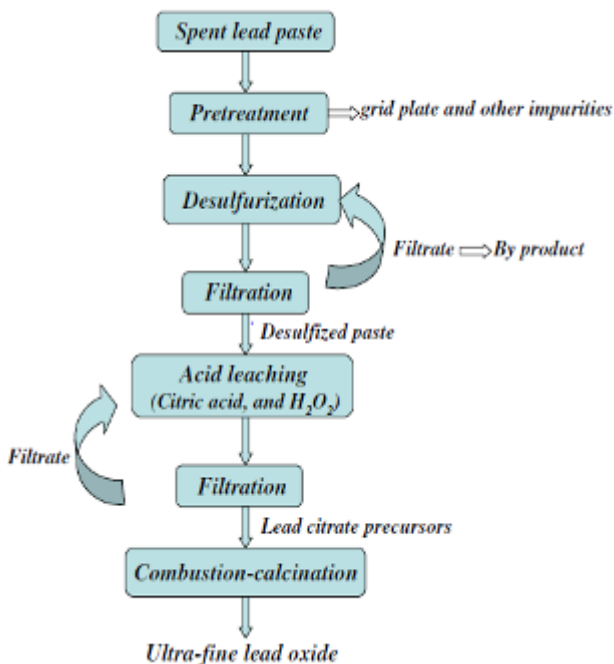 Spent lead paste
Pretreatment
grid plate and other impurities
Desulfurization
Filtrate
By product
Filtration
Desulfized paste
Acid leaching
(Citric acid, and H₂O₂)
Filtrate
Filtration
Lead citrate precursors
Combustion-calcination
Ultra-fine lead oxide